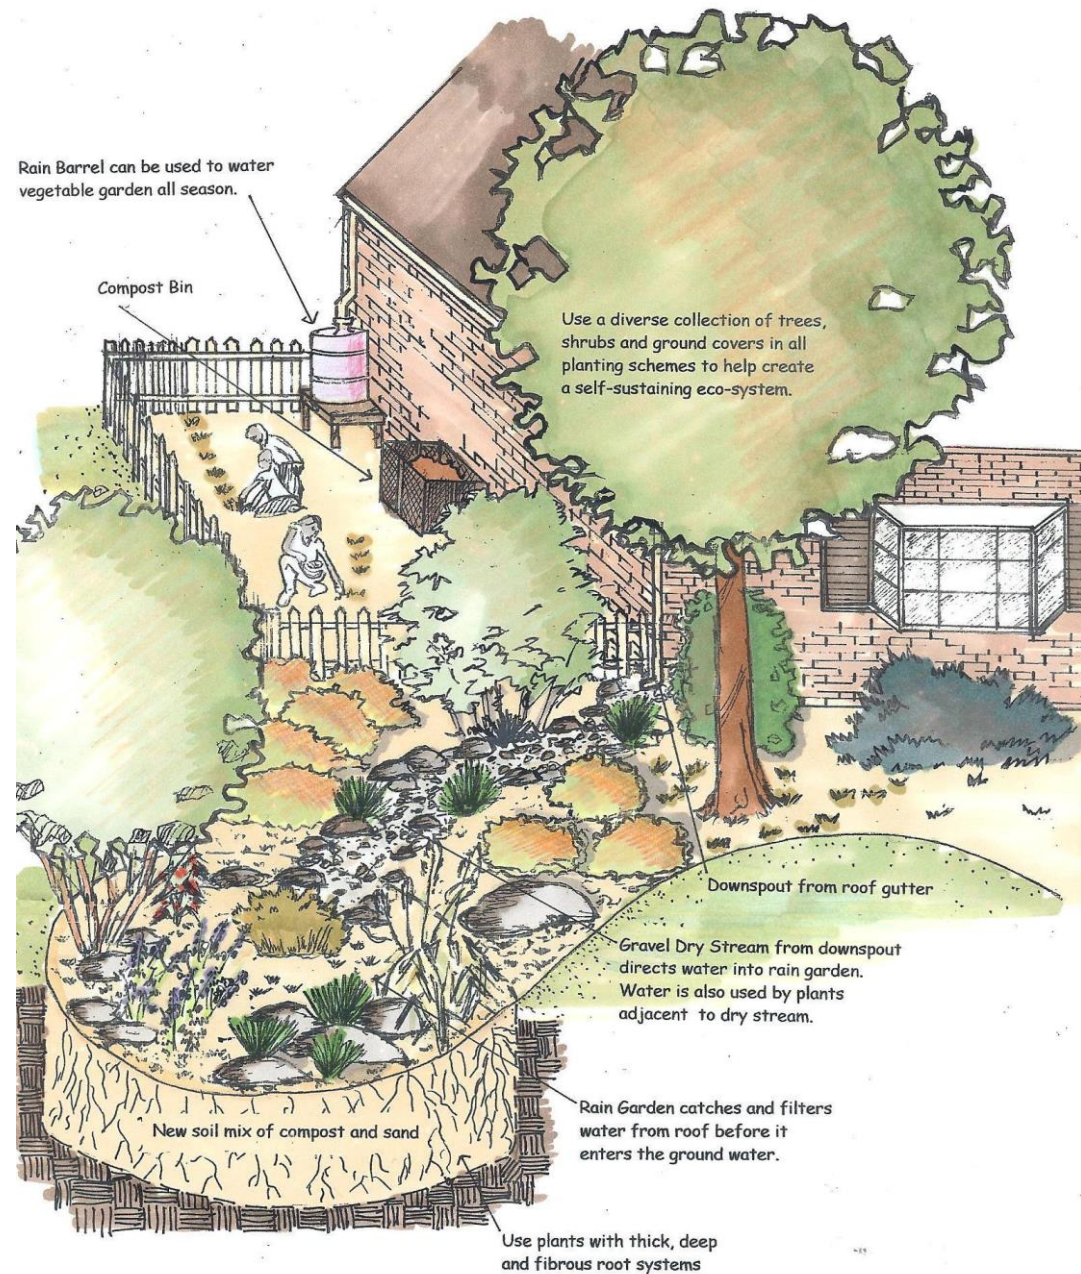 Rain Barrel can be used to water
vegetable garden all season.
Compost Bin
Use a diverse collection of trees,
shrubs and ground covers in all
planting schemes to help create
a self-sustaining eco-system.
Downspout from roof gutter
Gravel Dry Stream from downspout
directs water into rain garden.
Water is also used by plants
adjacent to dry stream.
Rain Garden catches and filters
water from roof before it
enters the ground water.
New soil mix of compost and sand
Use plants with thick, deep
and fibrous root systems